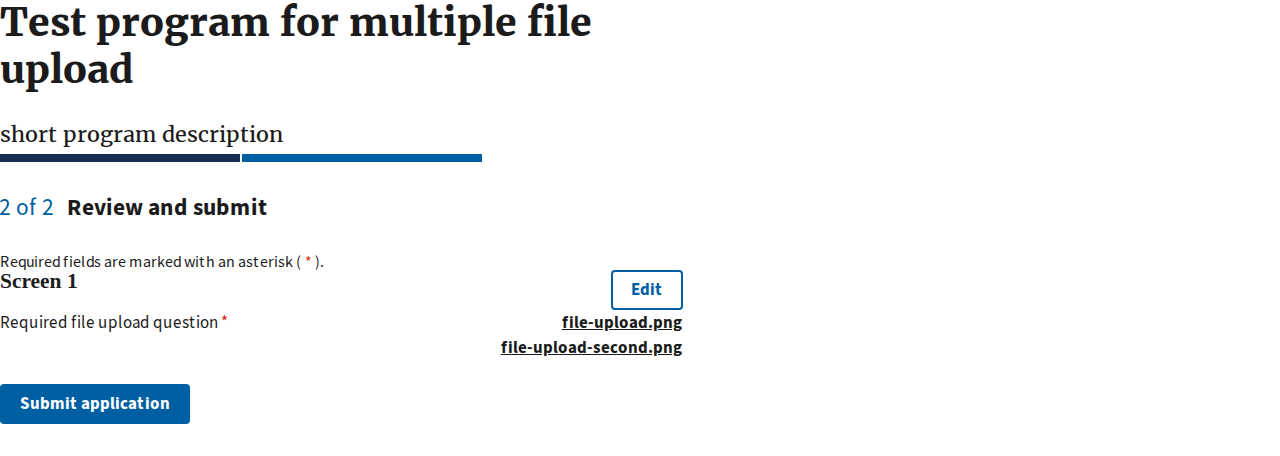 Test program for multiple file
upload
short program description
2 of 2 Review and submit
Required fields are marked with an asterisk ( * ).
Screen 1
Edit
Required file upload question *
file-upload.png
file-upload-second.png
Submit application